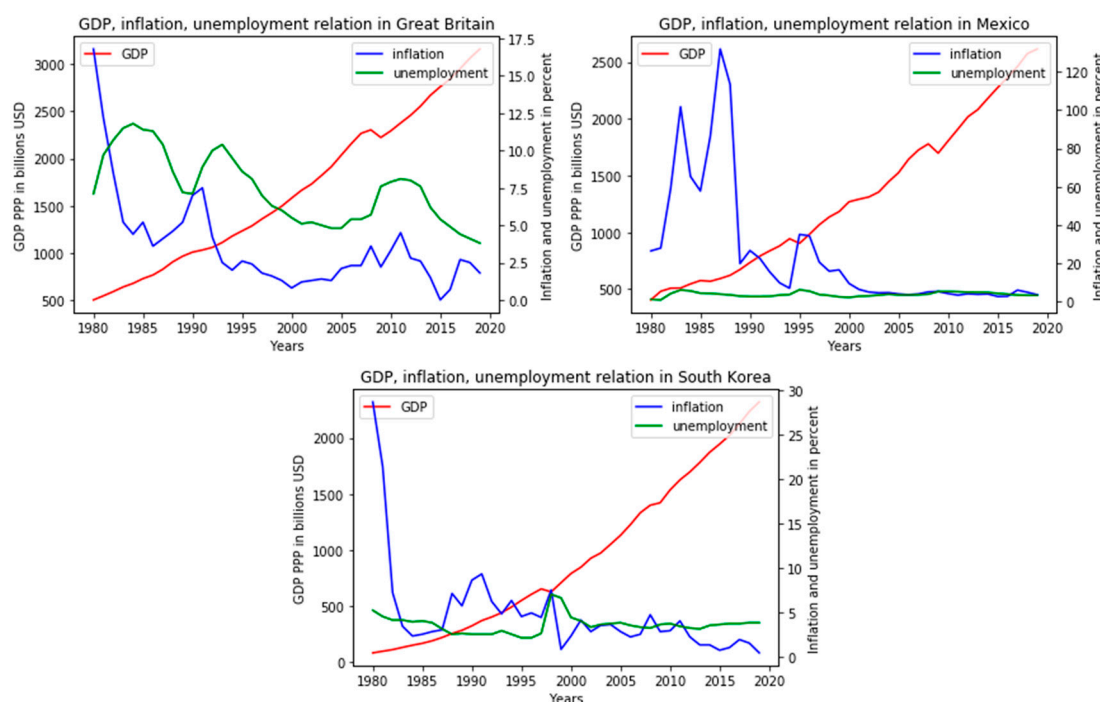 GDP, inflation, unemployment relation in Great Britain
GDP
inflation
unemployment
GDP PPP in billions USD
3000
2500
2000
1500
1000
500
17.5
15.0
12.5
10.0
7.5
5.0
2.5
0.0
Inflation and unemployment in percent
1980 1985 1990 1995 2000 2005 2010 2015 2020
Years
GDP, inflation, unemployment relation in Mexico
GDP
inflation
unemployment
GDP PPP in billions USD
2500
2000
1500
1000
500
120
100
80
60
40
20
0
Inflation and unemployment in percent
1980 1985 1990 1995 2000 2005 2010 2015 2020
Years
GDP, inflation, unemployment relation in South Korea
GDP
inflation
unemployment
GDP PPP in billions USD
2000
1500
1000
500
0
30
25
20
15
10
5
0
Inflation and unemployment in percent
1980 1985 1990 1995 2000 2005 2010 2015 2020
Years